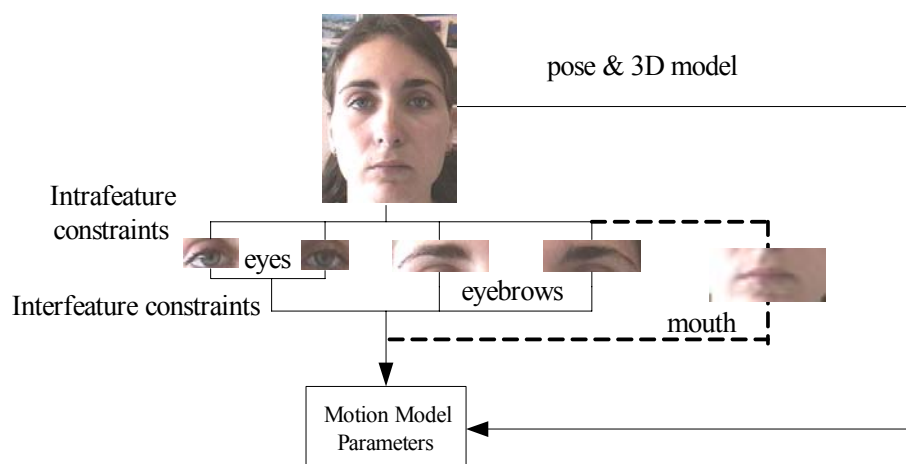 pose & 3D model
Intrafeature
constraints
eyes
Interfeature constraints
eyebrows
mouth
Motion Model
Parameters